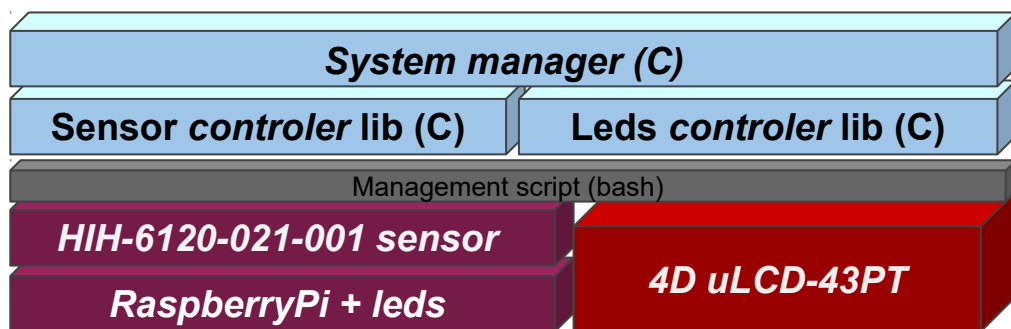 System manager (C)
Sensor controler lib (C)
Leds controler lib (C)
Management script (bash)
HIH-6120-021-001 sensor
4D uLCD-43PT
RaspberryPi + leds